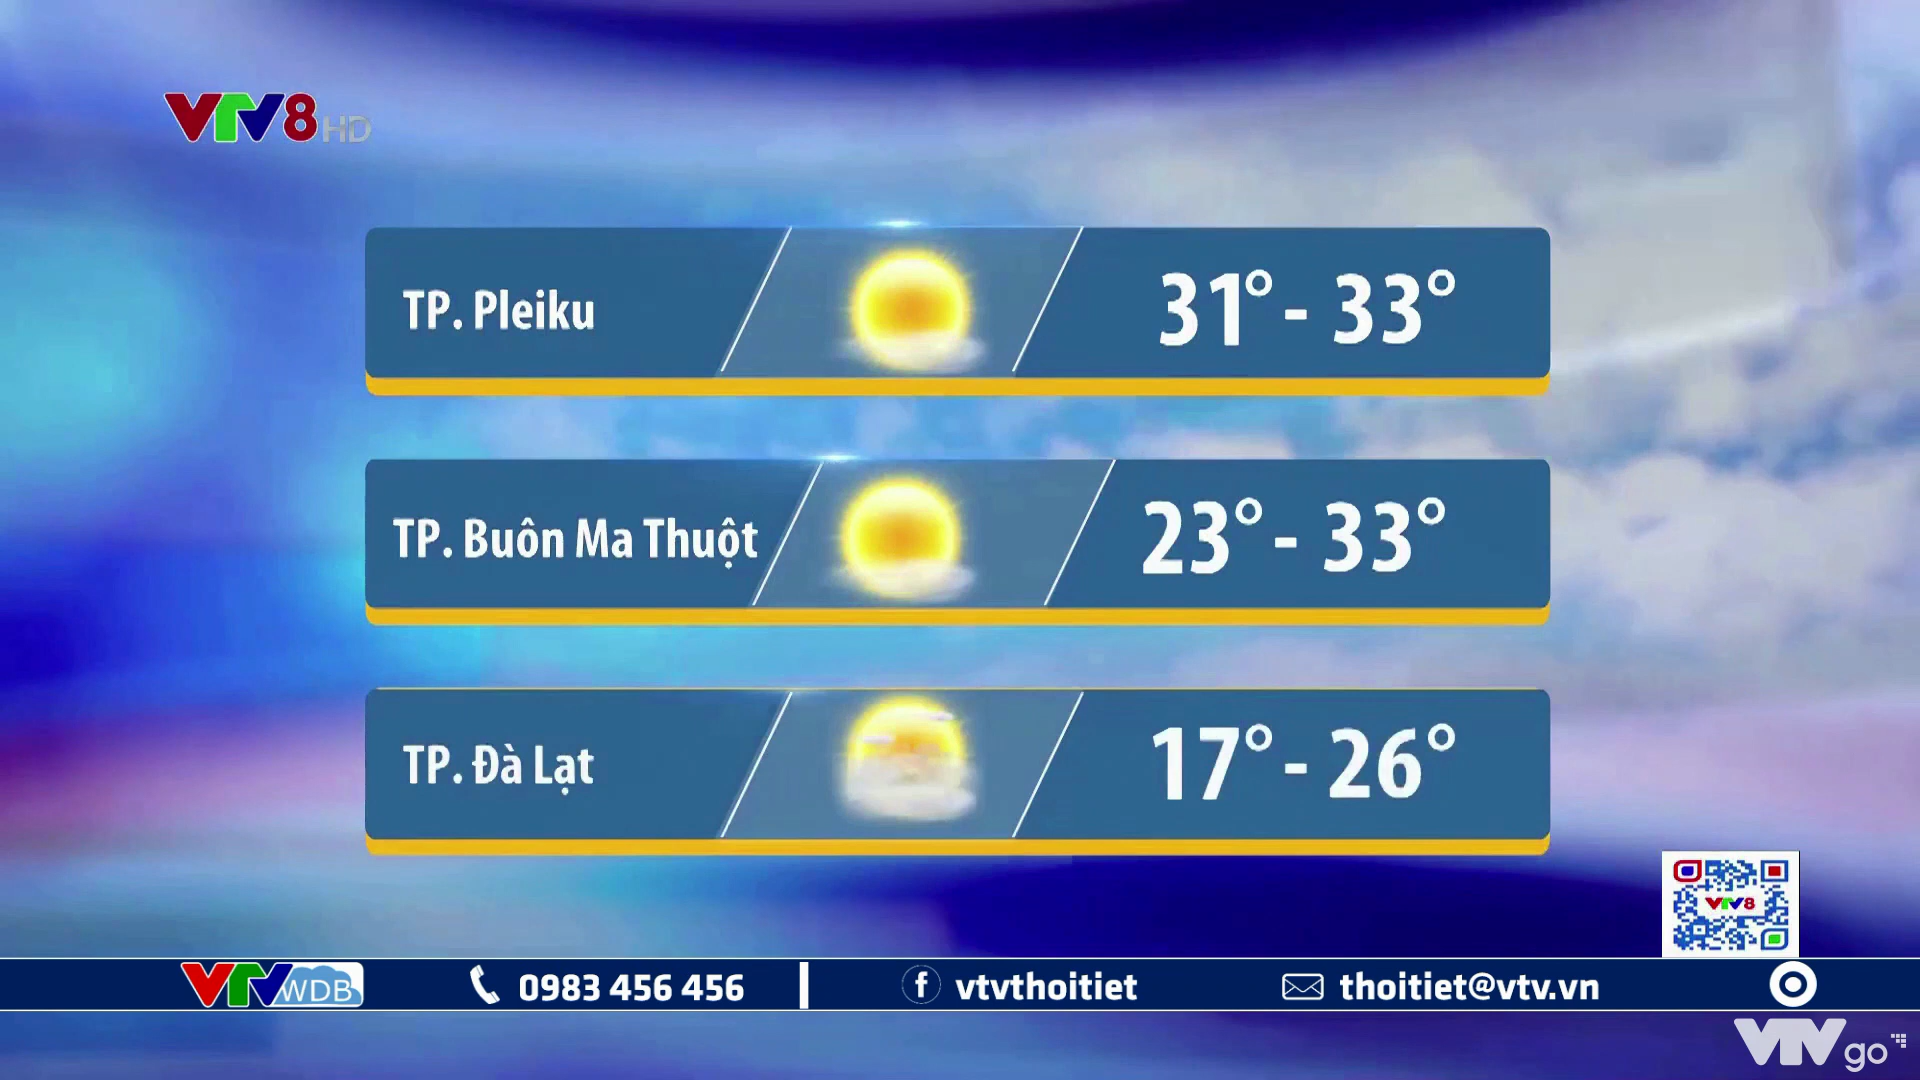 VTV8 HD
TP. Pleiku
31° - 33°
TP. Buôn Ma Thuột
23° - 33°
TP. Đà Lạt
17° - 26°
VTV8
VTV WDB
0983 456 456
vtvthoitiet
thoitiet@vtv.vn
VTV go